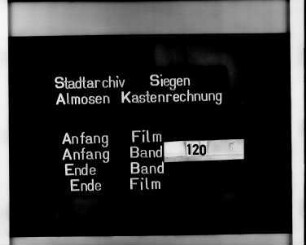 Stadtarchiv Siegen
Almosen Kastenrechnung
Anfang Film
Anfang Band 120
Ende Band
Ende Film